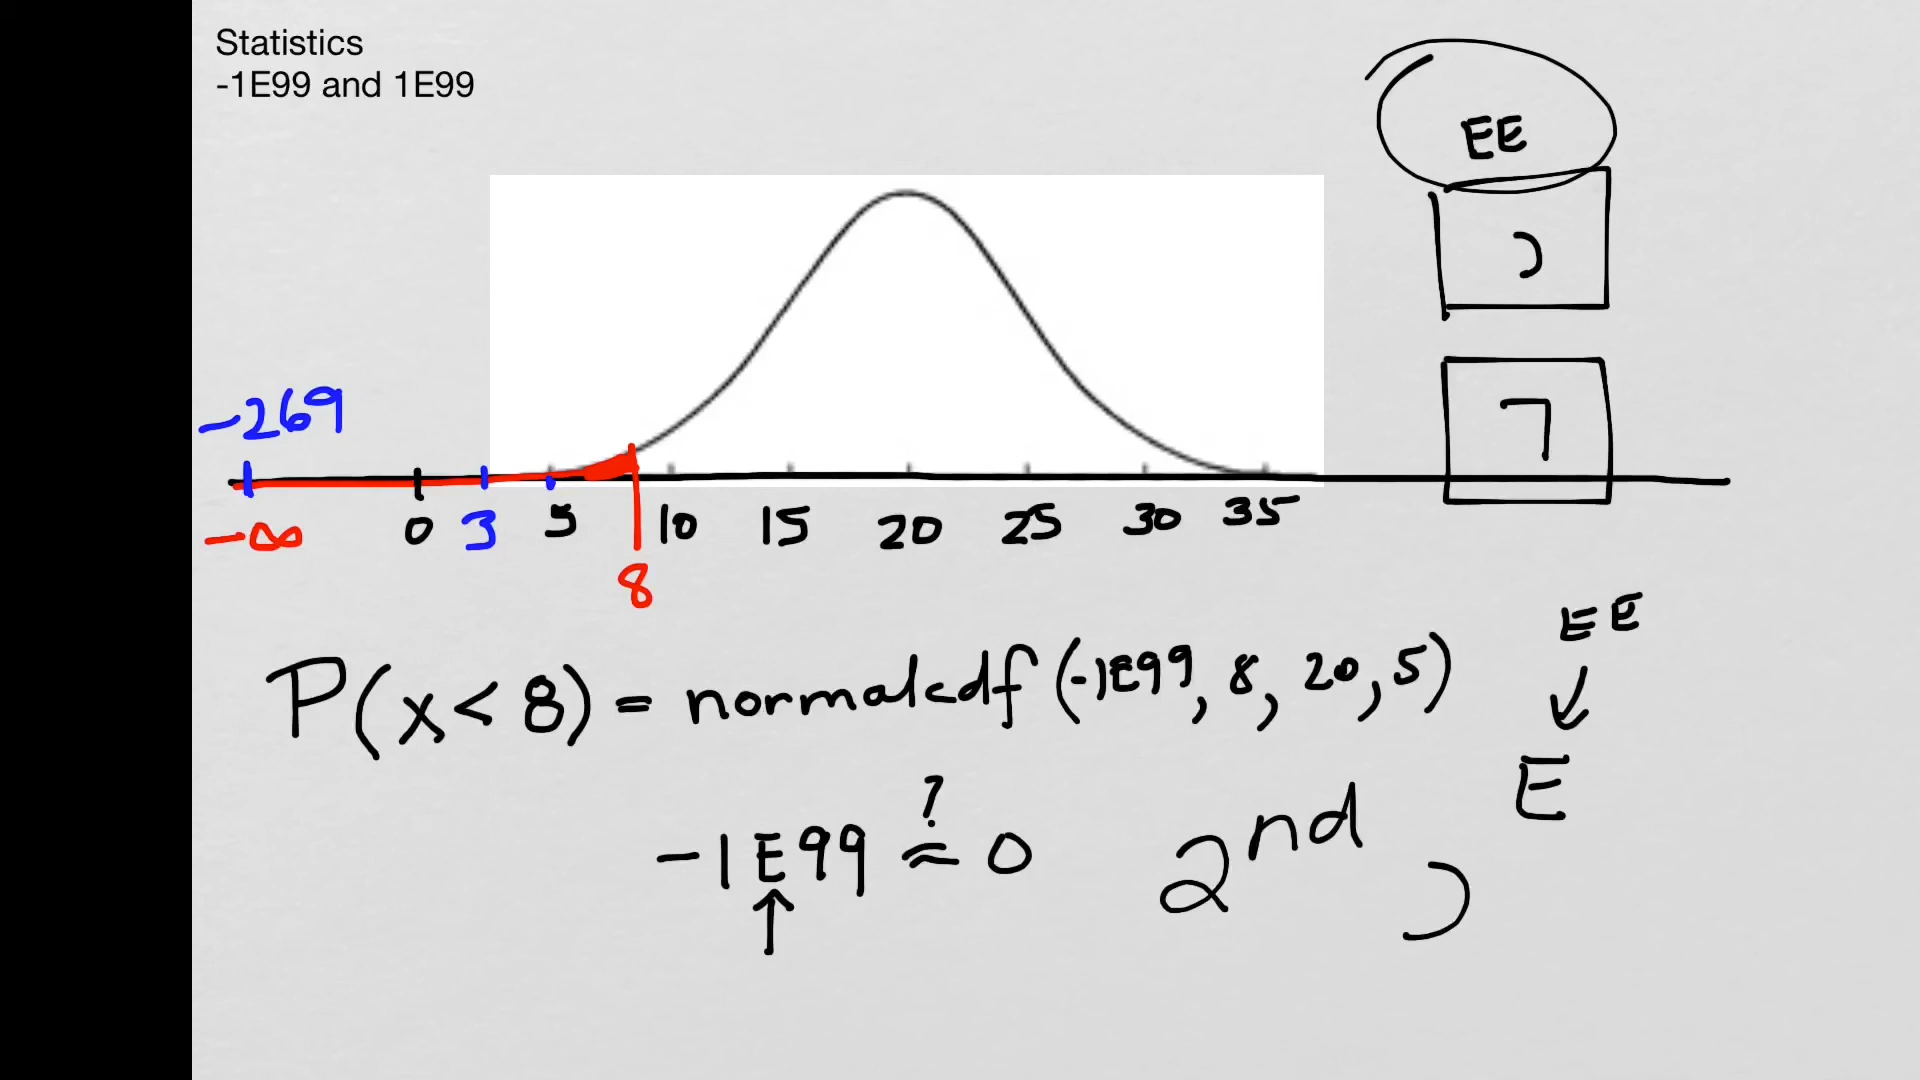 Statistics
-1E99 and 1E99
EE
,
7
-269
-∞ 0 3 5 10 15 20 25 30 35
8
P(x < 8) = normalcdf(-1E99, 8, 20, 5)
EE
↓
E
-1E99 ≟ 0
↑
2nd ,